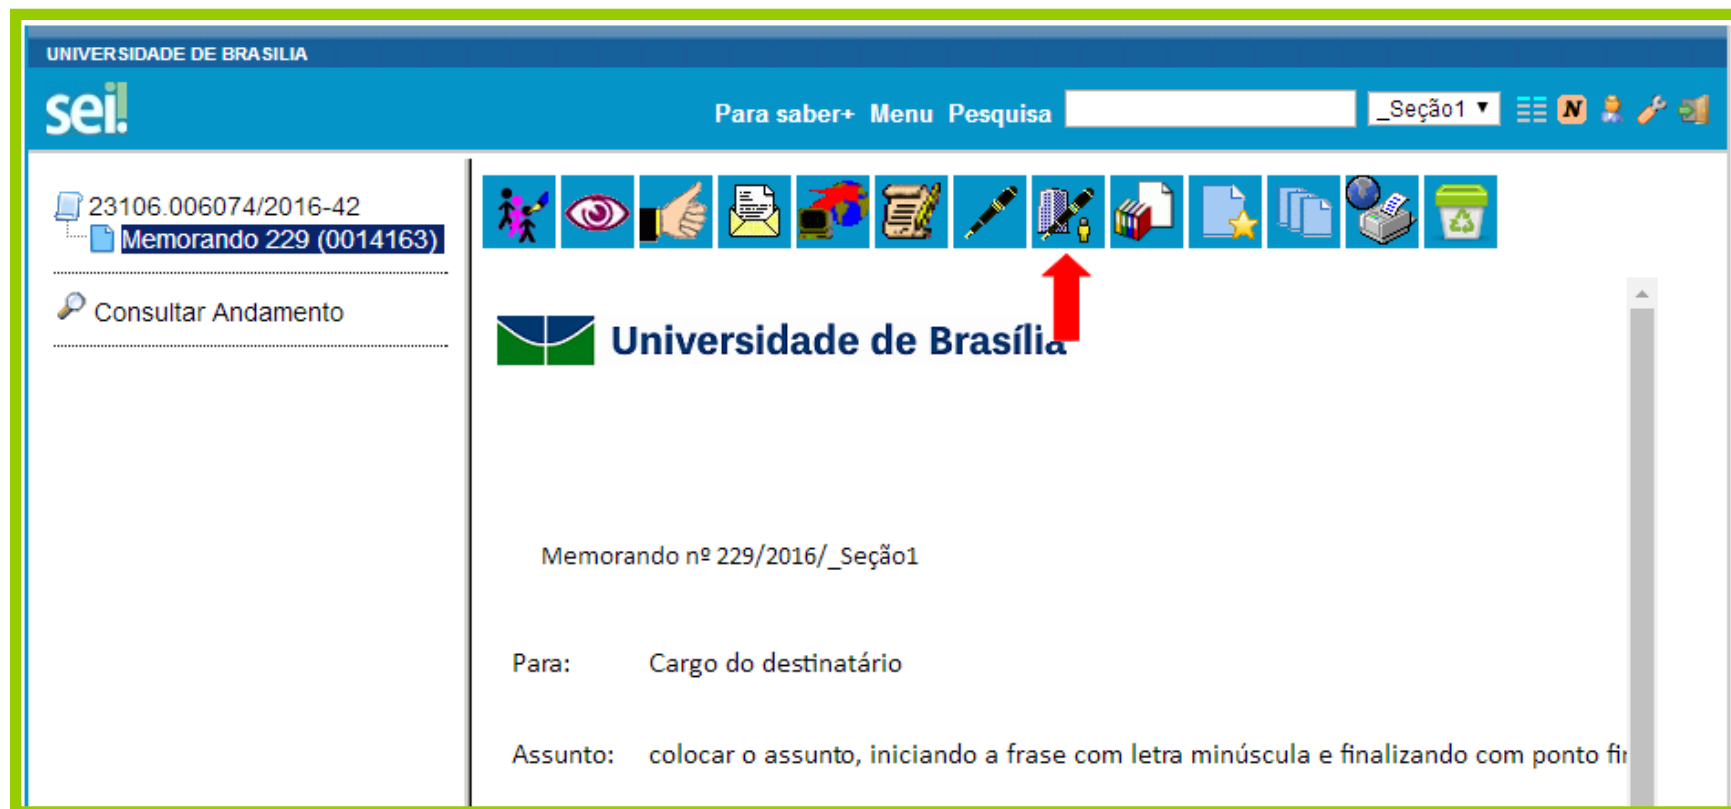 UNIVERSIDADE DE BRASILIA
sei!
Para saber+ Menu Pesquisa
_Seção1
N
23106.006074/2016-42
Memorando 229 (0014163)
Consultar Andamento
Universidade de Brasília
Memorando nº 229/2016/_Seção1
Para: Cargo do destinatário
Assunto: colocar o assunto, iniciando a frase com letra minúscula e finalizando com ponto